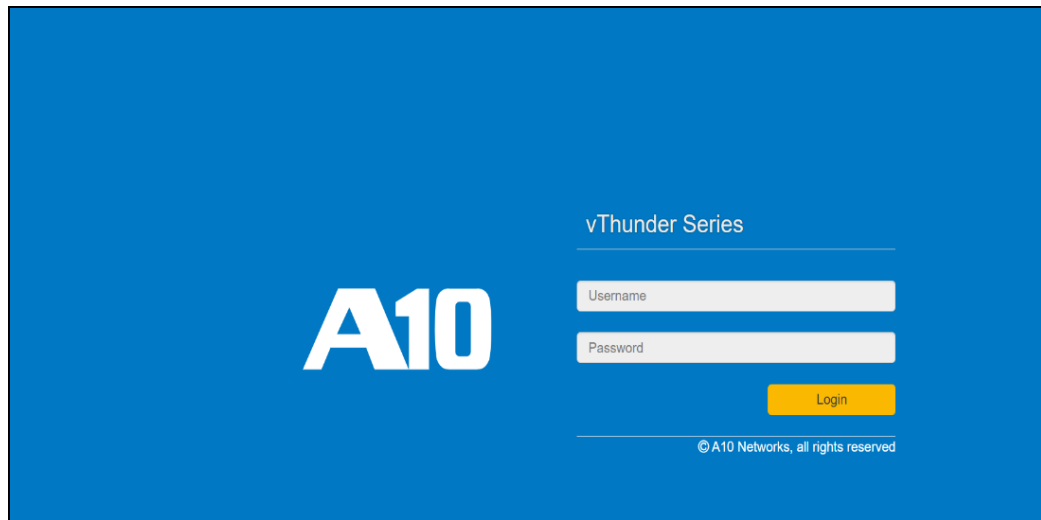 vThunder Series
A10
Username
Password
Login
© A10 Networks, all rights reserved